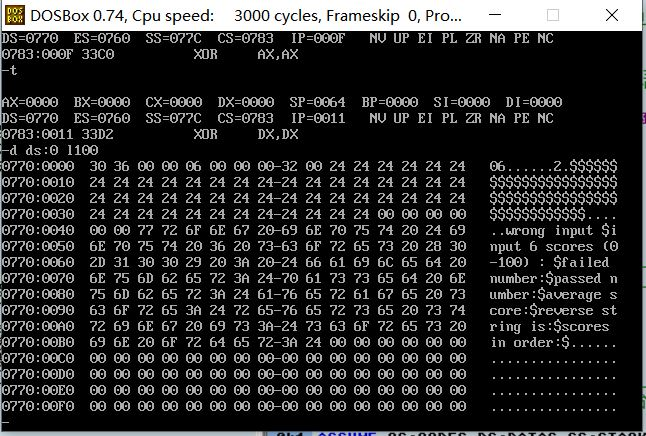 DOSBox 0.74, Cpu speed: 3000 cycles, Frameskip 0, Pro...
DS=0770 ES=0760 SS=077C CS=0783 IP=000F NV UP EI PL ZR NA PE NC
0783:000F 33C0 XOR AX,AX
-t
AX=0000 BX=0000 CX=0000 DX=0000 SP=0064 BP=0000 SI=0000 DI=0000
DS=0770 ES=0760 SS=077C CS=0783 IP=0011 NV UP EI PL ZR NA PE NC
0783:0011 33D2 XOR DX,DX
-d ds:0 l100
0770:0000 30 36 00 00 06 00 00 00-32 00 24 24 24 24 24 24 06......2.$$$$$$
0770:0010 24 24 24 24 24 24 24 24-24 24 24 24 24 24 24 24 $$$$$$$$$$$$$$$$
0770:0020 24 24 24 24 24 24 24 24-24 24 24 24 24 24 24 24 $$$$$$$$$$$$$$$$
0770:0030 24 24 24 24 24 24 24 24-24 24 24 24 00 00 00 00 $$$$$$$$$$$$....
0770:0040 00 00 77 72 6F 6E 67 20-69 6E 70 75 74 20 24 69 ..wrong input $i
0770:0050 6E 70 75 74 20 36 20 73-63 6F 72 65 73 20 28 30 nput 6 scores (0
0770:0060 2D 31 30 30 29 20 3A 20-24 66 61 69 6C 65 64 20 -100) : $failed
0770:0070 6E 75 6D 62 65 72 3A 24-70 61 73 73 65 64 20 6E number:$passed n
0770:0080 75 6D 62 65 72 3A 24 61-76 65 72 61 67 65 20 73 umber:$average s
0770:0090 63 6F 72 65 3A 24 72 65-76 65 72 73 65 20 73 74 core:$reverse st
0770:00A0 72 69 6E 67 20 69 73 3A-24 73 63 6F 72 65 73 20 ring is:$scores
0770:00B0 69 6E 20 6F 72 64 65 72-3A 24 00 00 00 00 00 00 in order:$......
0770:00C0 00 00 00 00 00 00 00 00-00 00 00 00 00 00 00 00 ................
0770:00D0 00 00 00 00 00 00 00 00-00 00 00 00 00 00 00 00 ................
0770:00E0 00 00 00 00 00 00 00 00-00 00 00 00 00 00 00 00 ................
0770:00F0 00 00 00 00 00 00 00 00-00 00 00 00 00 00 00 00 ................
-